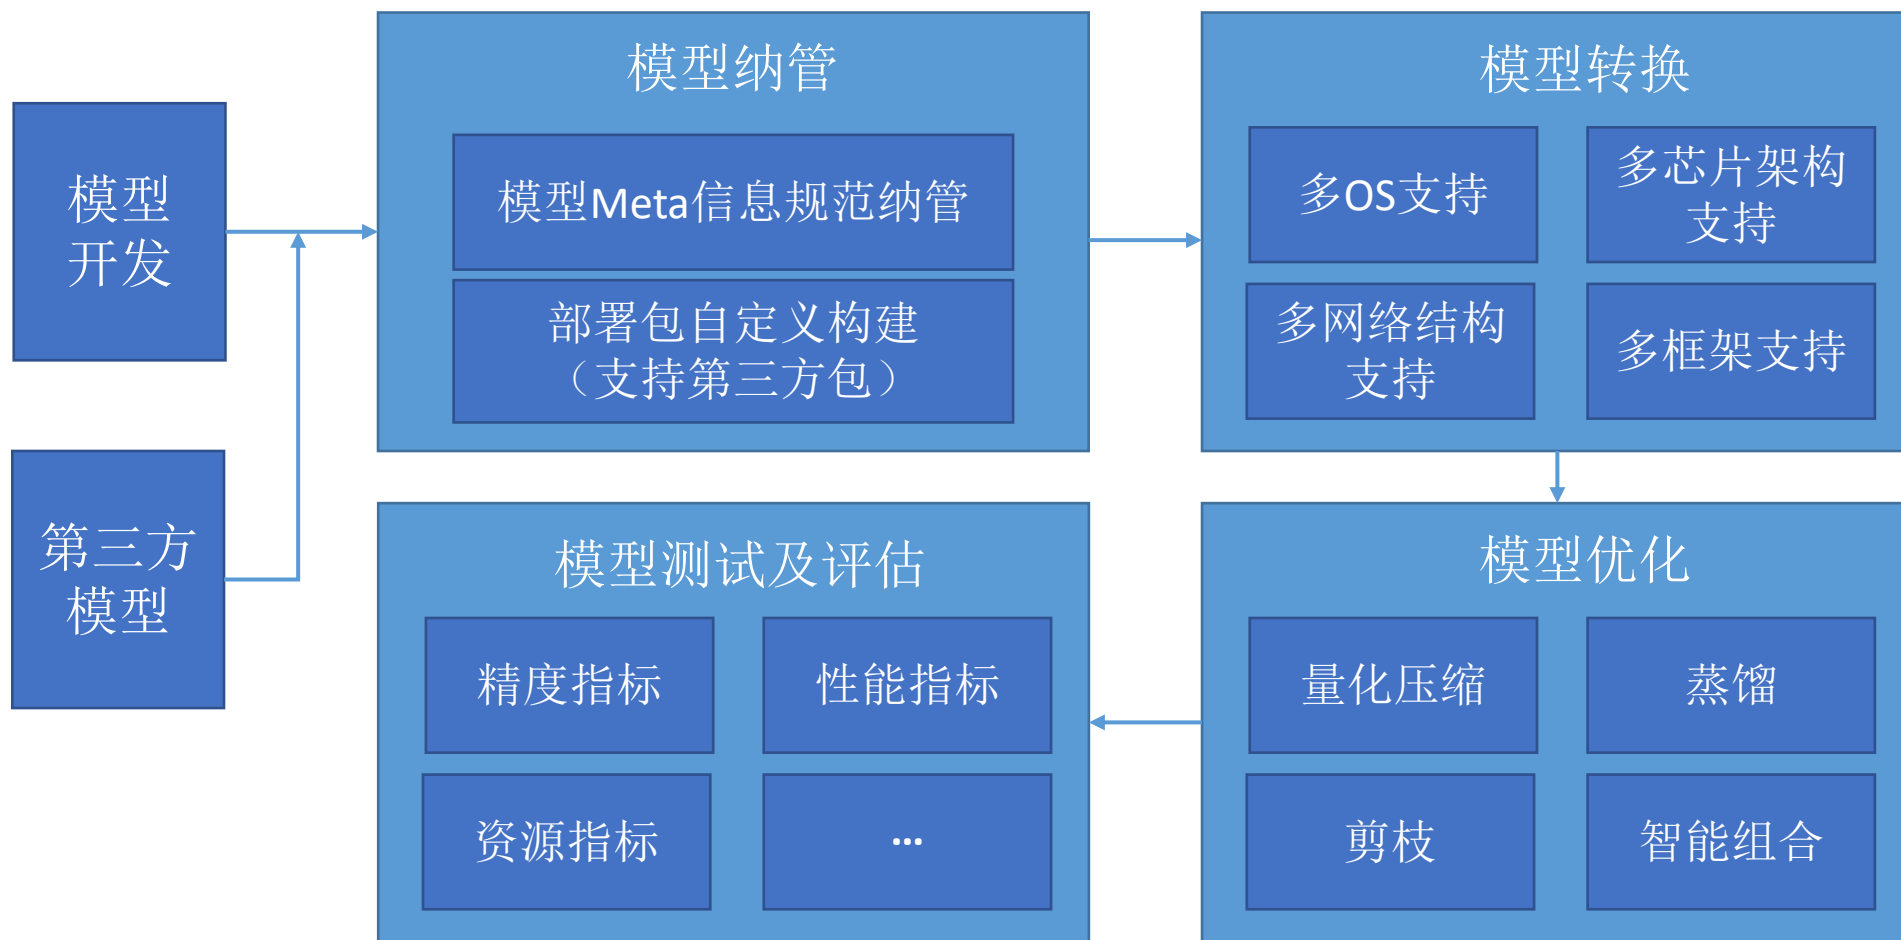 模型
开发
第三方
模型
模型纳管
模型Meta信息规范纳管
部署包自定义构建
（支持第三方包）
模型转换
多OS支持
多芯片架构
支持
多网络结构
支持
多框架支持
模型测试及评估
精度指标
性能指标
资源指标
...
模型优化
量化压缩
蒸馏
剪枝
智能组合